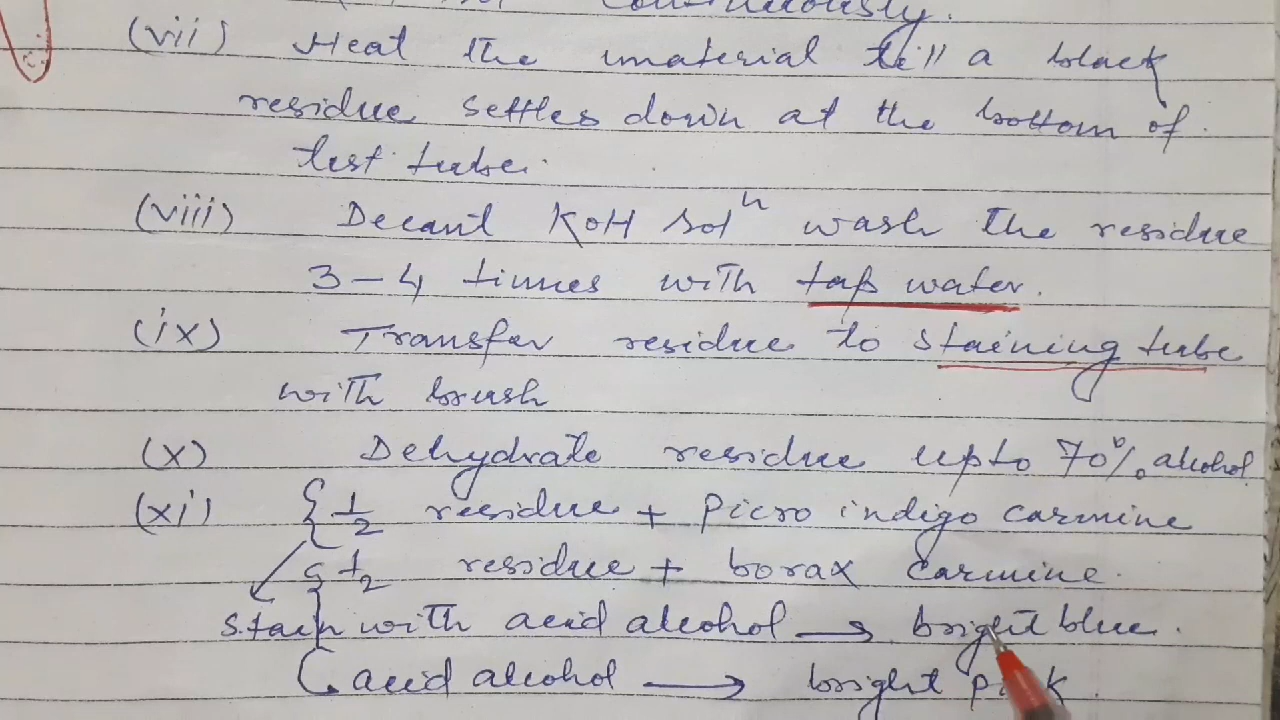 continuously.
(vii) Heat the material till a black
residue settles down at the bottom of
test tube.
(viii) Decant KOH solⁿ wash the residue
3-4 times with tap water.
(ix) Transfer residue to staining tube
with brush
(x) Dehydrate residue upto 70% alcohol
(xi) { 1/2 residue + Picro indigo carmine
{ 1/2 residue + borax carmine.
stain with acid alcohol → bright blue.
acid alcohol → bright pink.